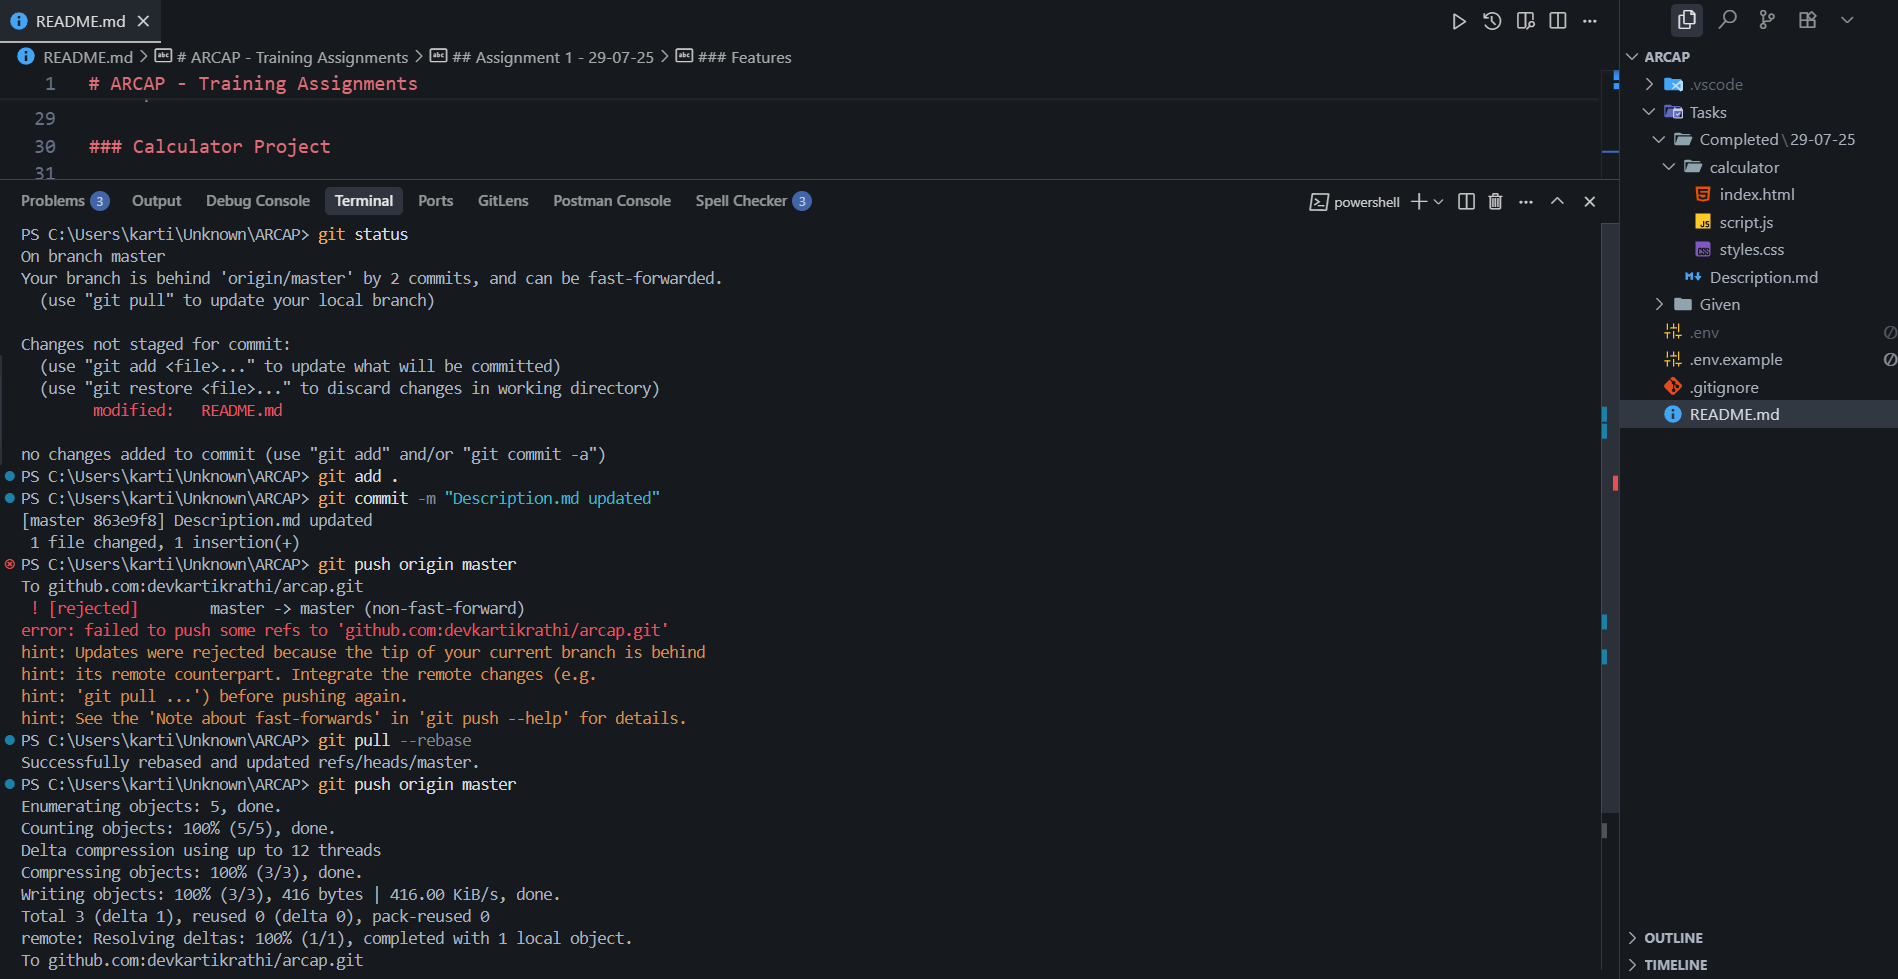 README.md
README.md > # ARCAP - Training Assignments > ## Assignment 1 - 29-07-25 > ### Features
1 # ARCAP - Training Assignments
29
30 ### Calculator Project
31
Problems 3 Output Debug Console Terminal Ports GitLens Postman Console Spell Checker 3
powershell
PS C:\Users\karti\Unknown\ARCAP> git status
On branch master
Your branch is behind 'origin/master' by 2 commits, and can be fast-forwarded.
(use "git pull" to update your local branch)
Changes not staged for commit:
(use "git add <file>..." to update what will be committed)
(use "git restore <file>..." to discard changes in working directory)
modified: README.md
no changes added to commit (use "git add" and/or "git commit -a")
PS C:\Users\karti\Unknown\ARCAP> git add .
PS C:\Users\karti\Unknown\ARCAP> git commit -m "Description.md updated"
[master 863e9f8] Description.md updated
1 file changed, 1 insertion(+)
PS C:\Users\karti\Unknown\ARCAP> git push origin master
To github.com:devkartikrathi/arcap.git
! [rejected] master -> master (non-fast-forward)
error: failed to push some refs to 'github.com:devkartikrathi/arcap.git'
hint: Updates were rejected because the tip of your current branch is behind
hint: its remote counterpart. Integrate the remote changes (e.g.
hint: 'git pull ...') before pushing again.
hint: See the 'Note about fast-forwards' in 'git push --help' for details.
PS C:\Users\karti\Unknown\ARCAP> git pull --rebase
Successfully rebased and updated refs/heads/master.
PS C:\Users\karti\Unknown\ARCAP> git push origin master
Enumerating objects: 5, done.
Counting objects: 100% (5/5), done.
Delta compression using up to 12 threads
Compressing objects: 100% (3/3), done.
Writing objects: 100% (3/3), 416 bytes | 416.00 KiB/s, done.
Total 3 (delta 1), reused 0 (delta 0), pack-reused 0
remote: Resolving deltas: 100% (1/1), completed with 1 local object.
To github.com:devkartikrathi/arcap.git
ARCAP
.vscode
Tasks
Completed\29-07-25
calculator
index.html
script.js
styles.css
Description.md
Given
.env
.env.example
.gitignore
README.md
OUTLINE
TIMELINE